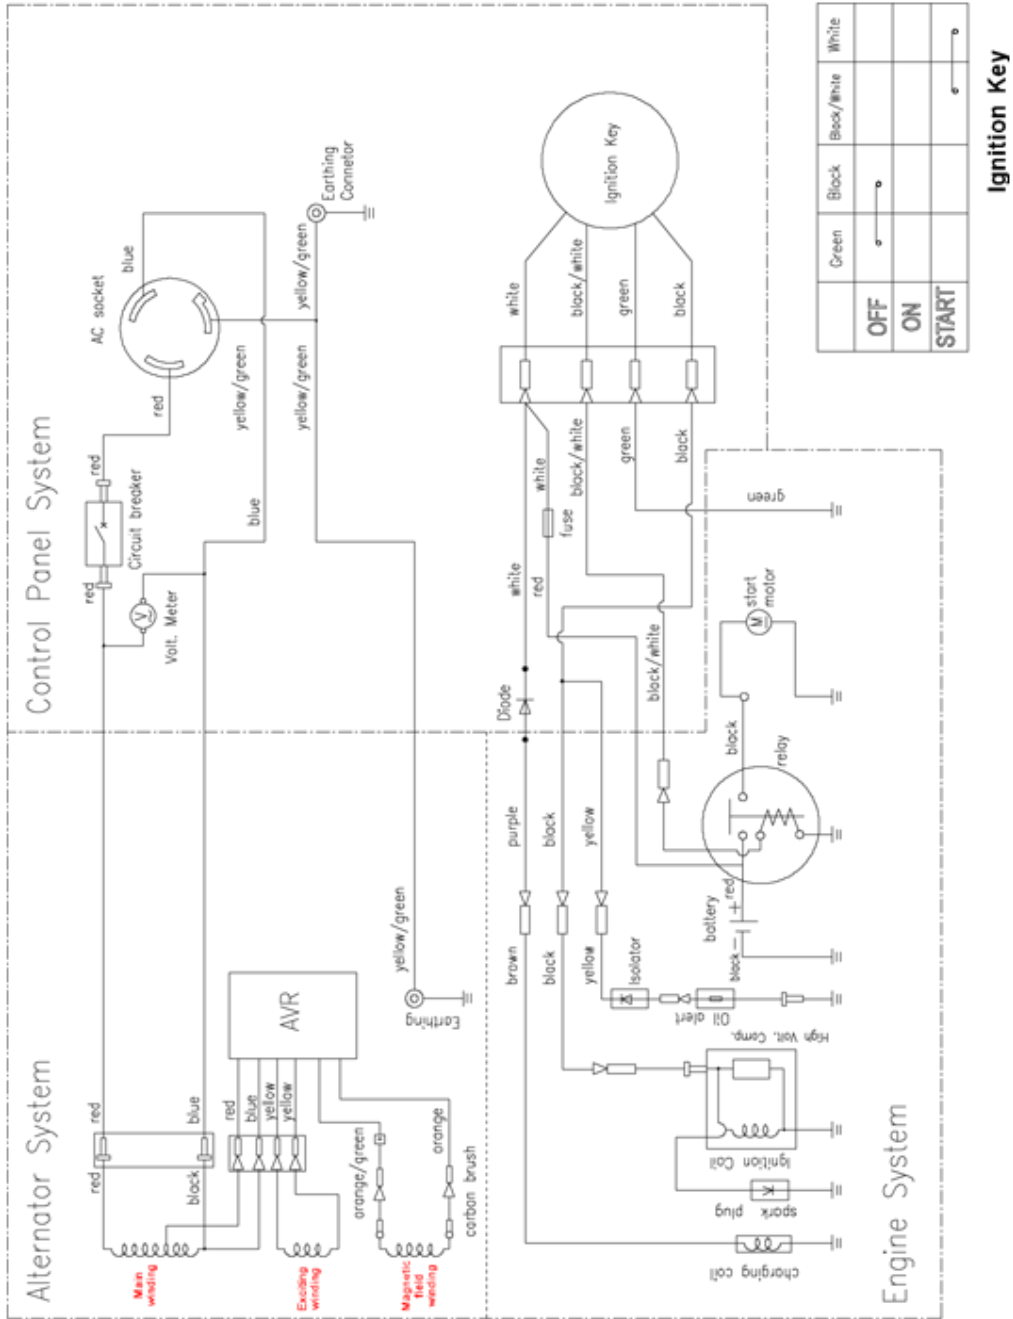 Control Panel System
AC socket
blue
red
red
Circuit breaker
red
Volt. Meter
blue
yellow/green
yellow/green
yellow/green
Earthing
Connetor
Ignition Key
white
black/white
green
black
white
black/white
green
black
fuse
white
red
black/white
green
Diode
Green
Black
Black/White
White
OFF
ON
START
Ignition Key
Alternator System
red
blue
red
black
AVR
red
blue
yellow
yellow
orange/green
orange
carbon brush
yellow/green
Earthing
Main
winding
Exciting
winding
Magnetic
field
winding
Engine System
purple
black
yellow
brown
black
yellow
Isolator
Oil alert
High Volt. Comp.
Ignition Coil
spark
plug
charging coil
battery
black
−
+
red
relay
black
M
start
motor
V